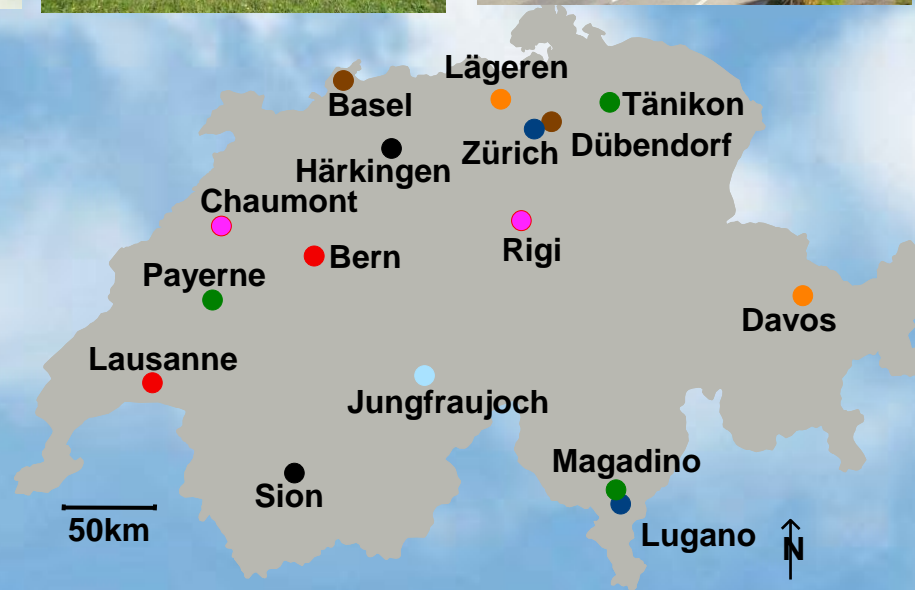 Lägeren
Basel
Tänikon
Zürich
Dübendorf
Härkingen
Chaumont
Bern
Rigi
Payerne
Davos
Lausanne
Jungfraujoch
Magadino
Sion
50km
Lugano
N